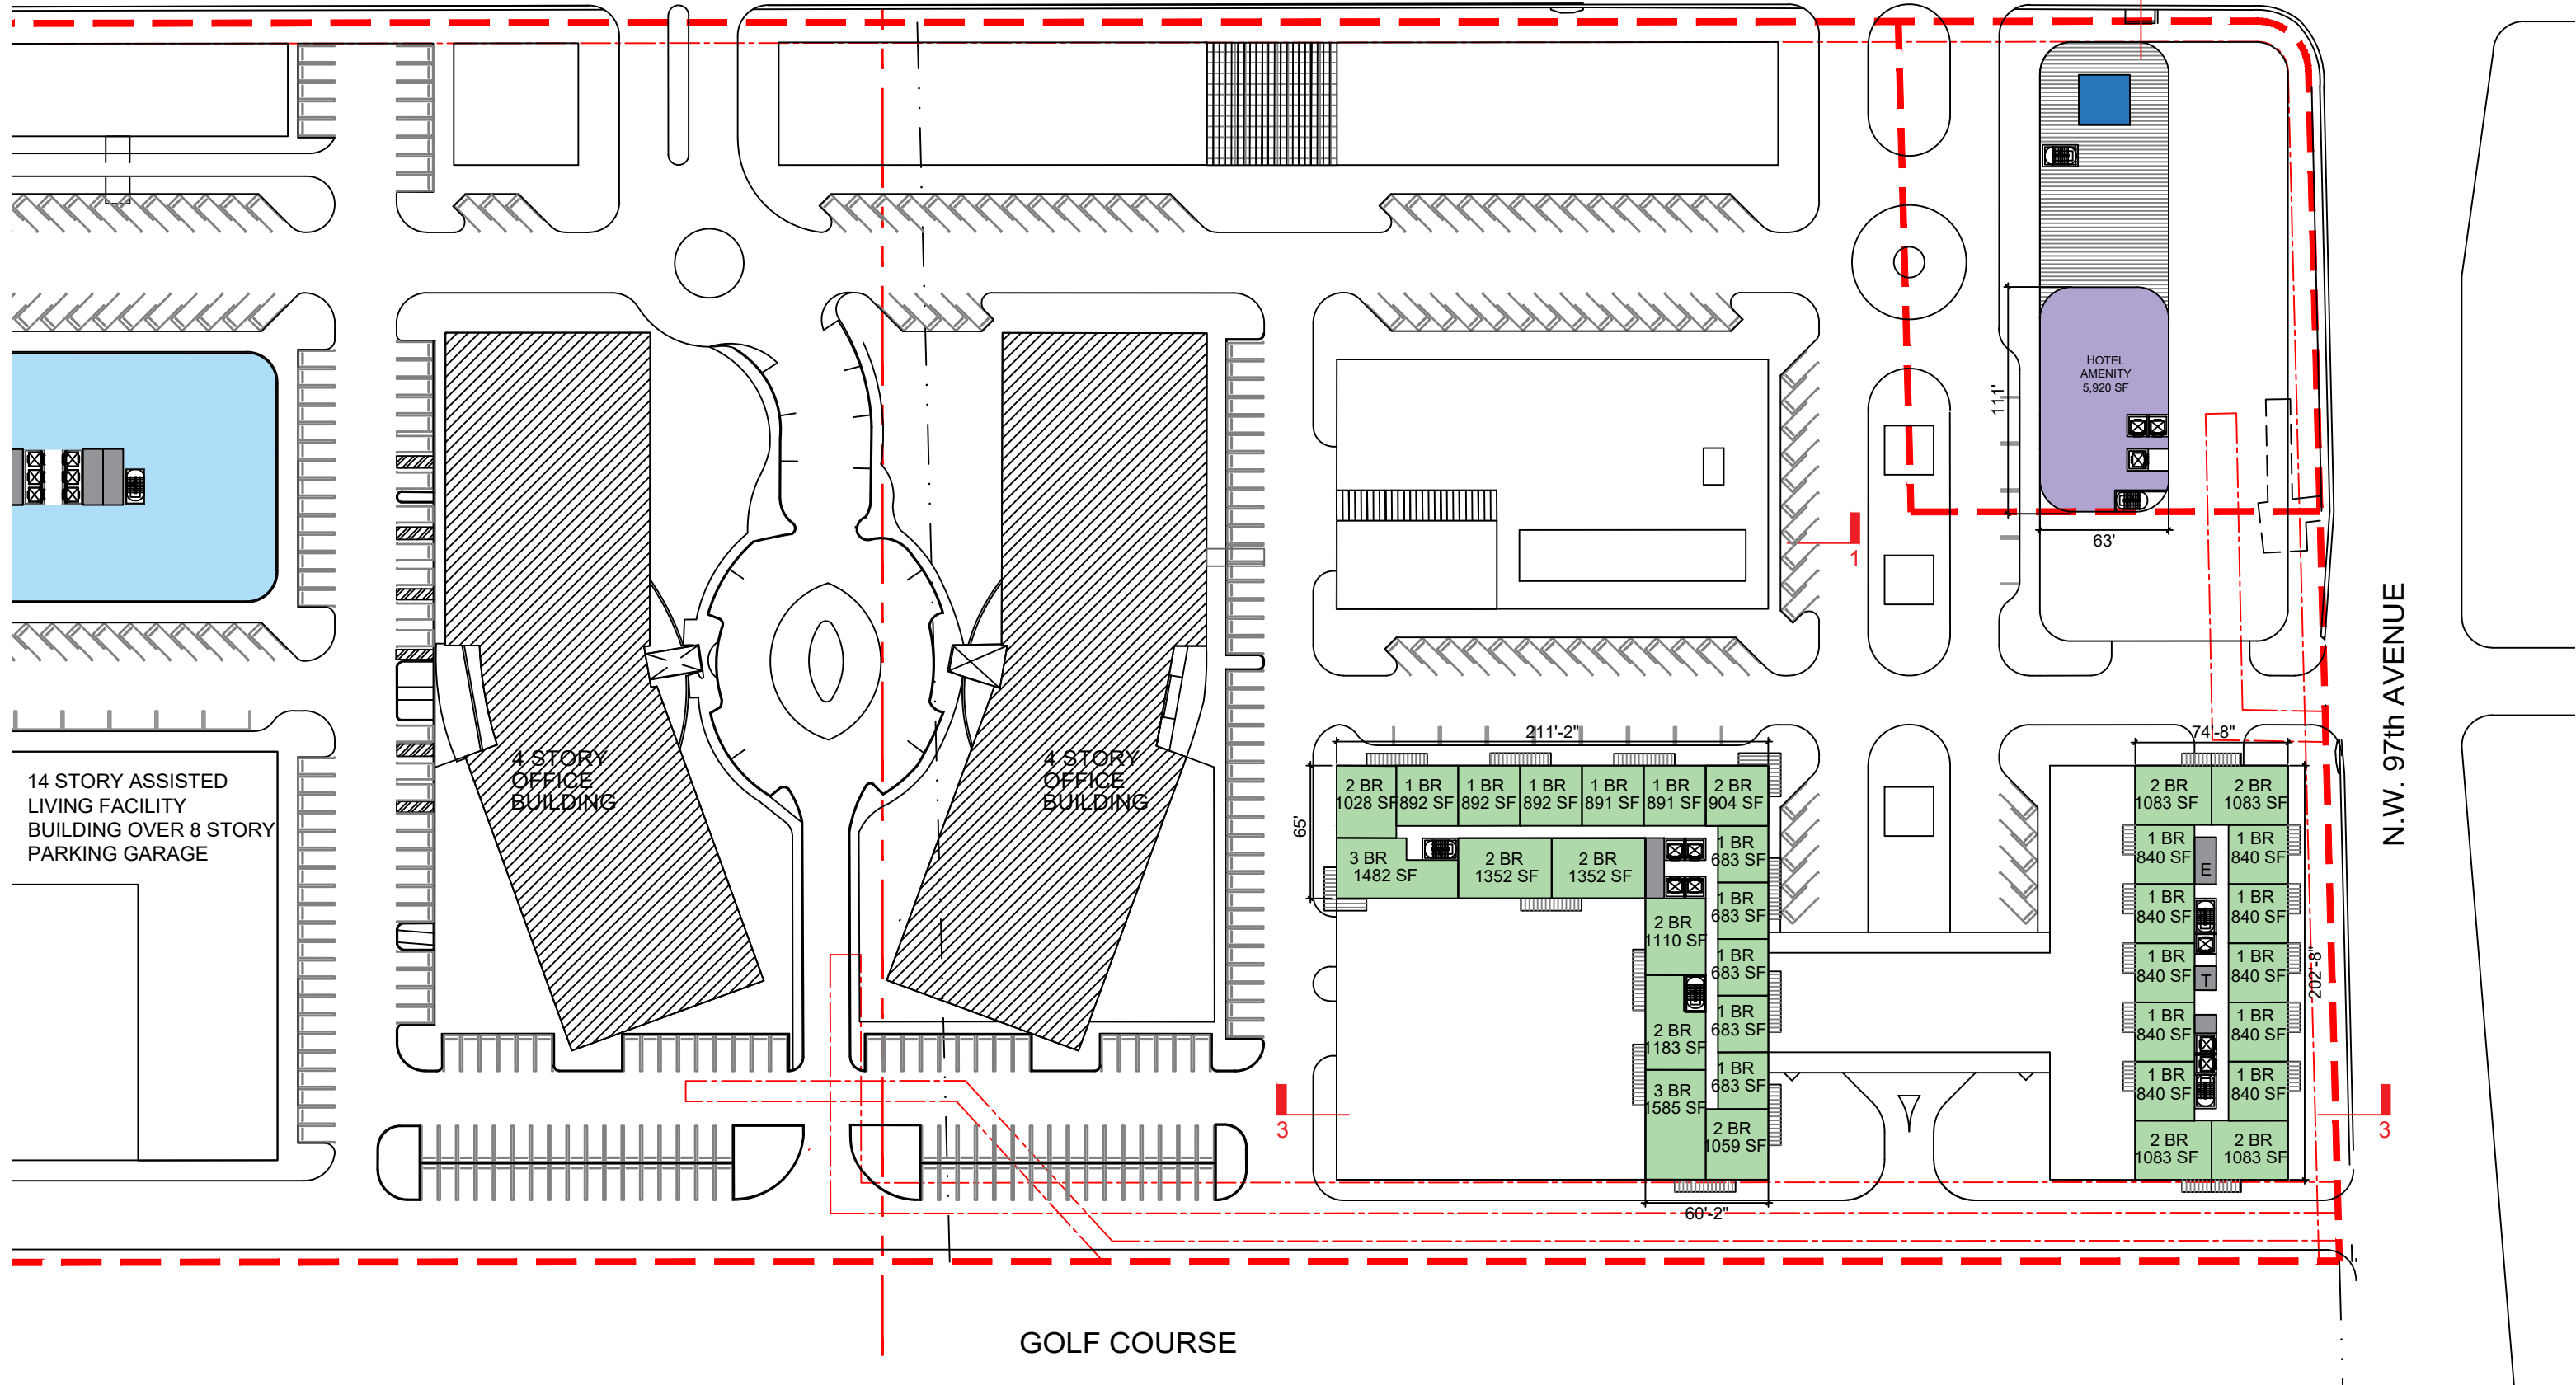 HOTEL
AMENITY
5,920 SF
111'
63'
1
N.W. 97th AVENUE
14 STORY ASSISTED
LIVING FACILITY
BUILDING OVER 8 STORY
PARKING GARAGE
4 STORY
OFFICE
BUILDING
4 STORY
OFFICE
BUILDING
211'-2"
65'
2 BR
1028 SF
1 BR
892 SF
1 BR
892 SF
1 BR
892 SF
1 BR
891 SF
1 BR
891 SF
2 BR
904 SF
3 BR
1482 SF
2 BR
1352 SF
2 BR
1352 SF
1 BR
683 SF
1 BR
683 SF
1 BR
683 SF
1 BR
683 SF
1 BR
683 SF
2 BR
1110 SF
2 BR
1183 SF
3 BR
1585 SF
2 BR
1059 SF
60'-2"
74'-8"
2 BR
1083 SF
2 BR
1083 SF
1 BR
840 SF
1 BR
840 SF
E
1 BR
840 SF
1 BR
840 SF
1 BR
840 SF
1 BR
840 SF
T
1 BR
840 SF
1 BR
840 SF
1 BR
840 SF
1 BR
840 SF
2 BR
1083 SF
2 BR
1083 SF
202'-8"
3
3
GOLF COURSE